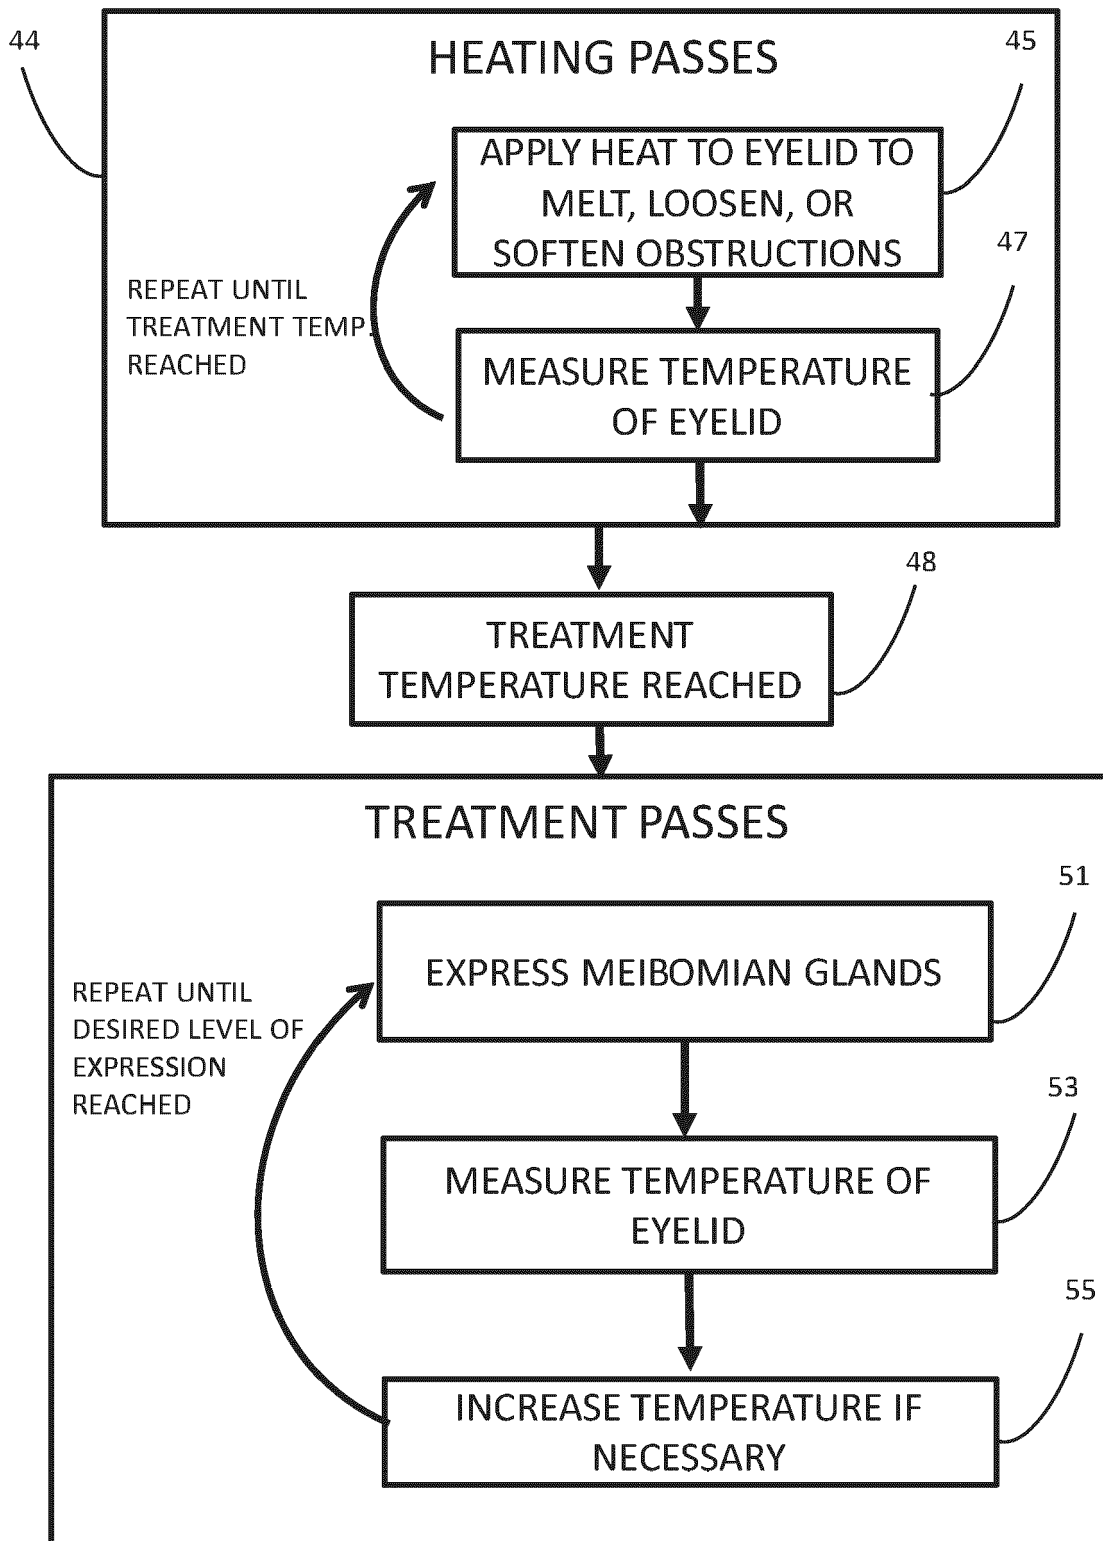 44
HEATING PASSES
45
APPLY HEAT TO EYELID TO
MELT, LOOSEN, OR
SOFTEN OBSTRUCTIONS
47
REPEAT UNTIL
TREATMENT TEMP.
REACHED
MEASURE TEMPERATURE
OF EYELID
48
TREATMENT
TEMPERATURE REACHED
TREATMENT PASSES
51
EXPRESS MEIBOMIAN GLANDS
REPEAT UNTIL
DESIRED LEVEL OF
EXPRESSION
REACHED
53
MEASURE TEMPERATURE OF
EYELID
55
INCREASE TEMPERATURE IF
NECESSARY